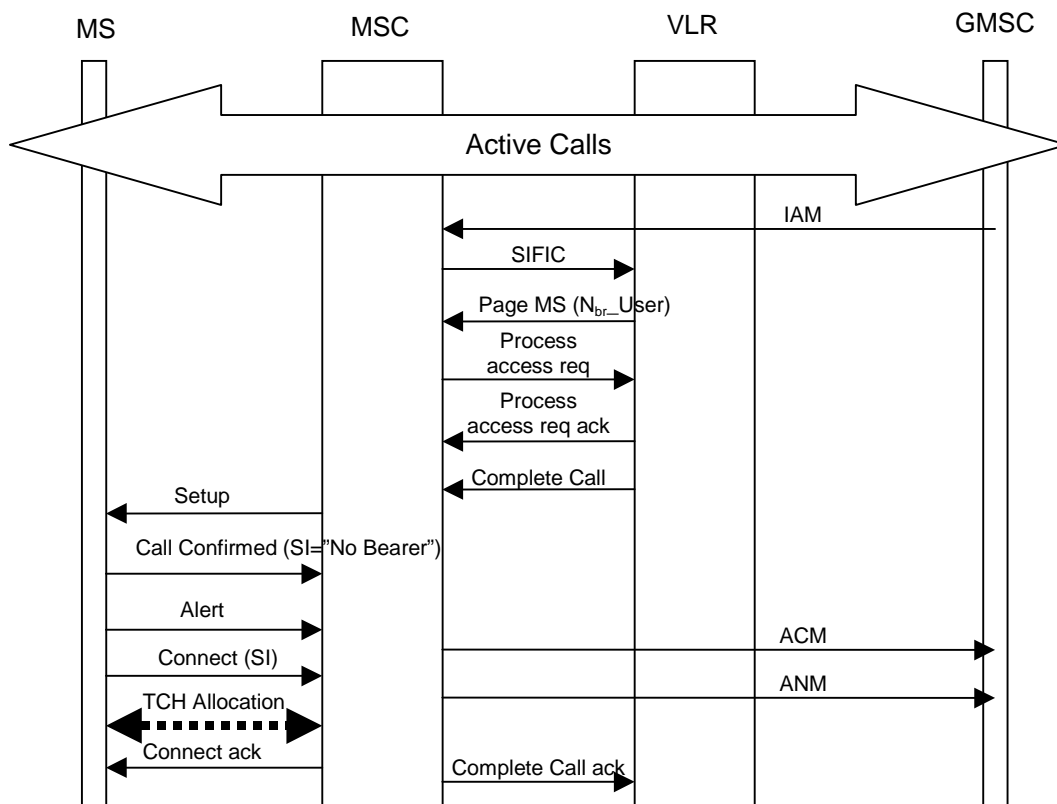 MS
MSC
VLR
GMSC
Active Calls
IAM
SIFIC
Page MS (Nbr_User)
Process
access req
Process
access req ack
Complete Call
Setup
Call Confirmed (SI=”No Bearer”)
Alert
ACM
Connect (SI)
ANM
TCH Allocation
Connect ack
Complete Call ack